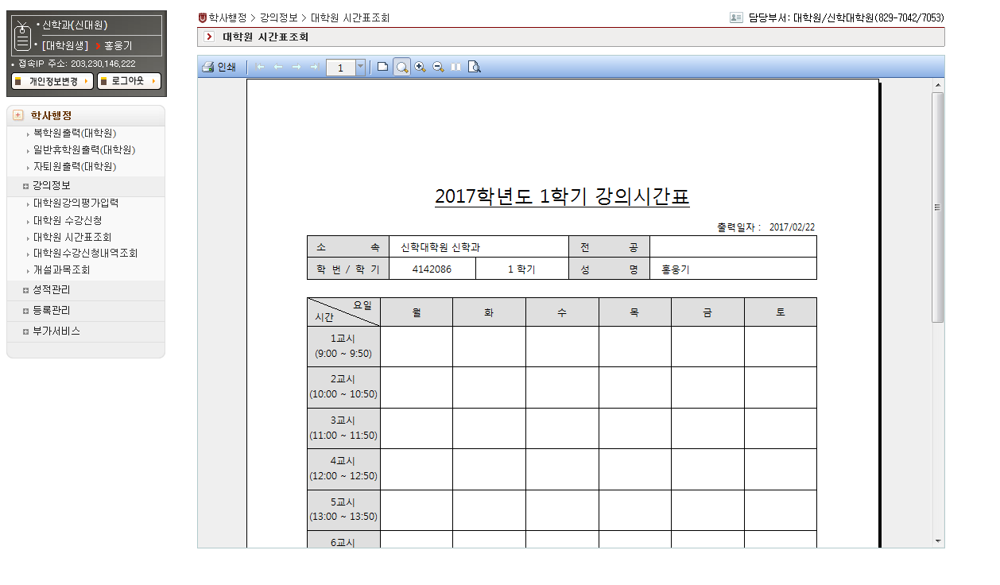 신학과(신대원)
[대학원생] 홍웅기
접속IP 주소: 203,230,146,222
개인정보변경 로그아웃
학사행정
복학원출력(대학원)
일반휴학원출력(대학원)
자퇴원출력(대학원)
강의정보
대학원강의평가입력
대학원 수강신청
대학원 시간표조회
대학원수강신청내역조회
개설과목조회
성적관리
등록관리
부가서비스
학사행정 > 강의정보 > 대학원 시간표조회
담당부서: 대학원/신학대학원(829-7042/7053)
대학원 시간표조회
인쇄 1
2017학년도 1학기 강의시간표
출력일자 : 2017/02/22
소 속 신학대학원 신학과 전 공
학 번 / 학 기 4142086 1 학기 성 명 홍웅기
요일
시간 월 화 수 목 금 토
1교시
(9:00 ~ 9:50)
2교시
(10:00 ~ 10:50)
3교시
(11:00 ~ 11:50)
4교시
(12:00 ~ 12:50)
5교시
(13:00 ~ 13:50)
6교시